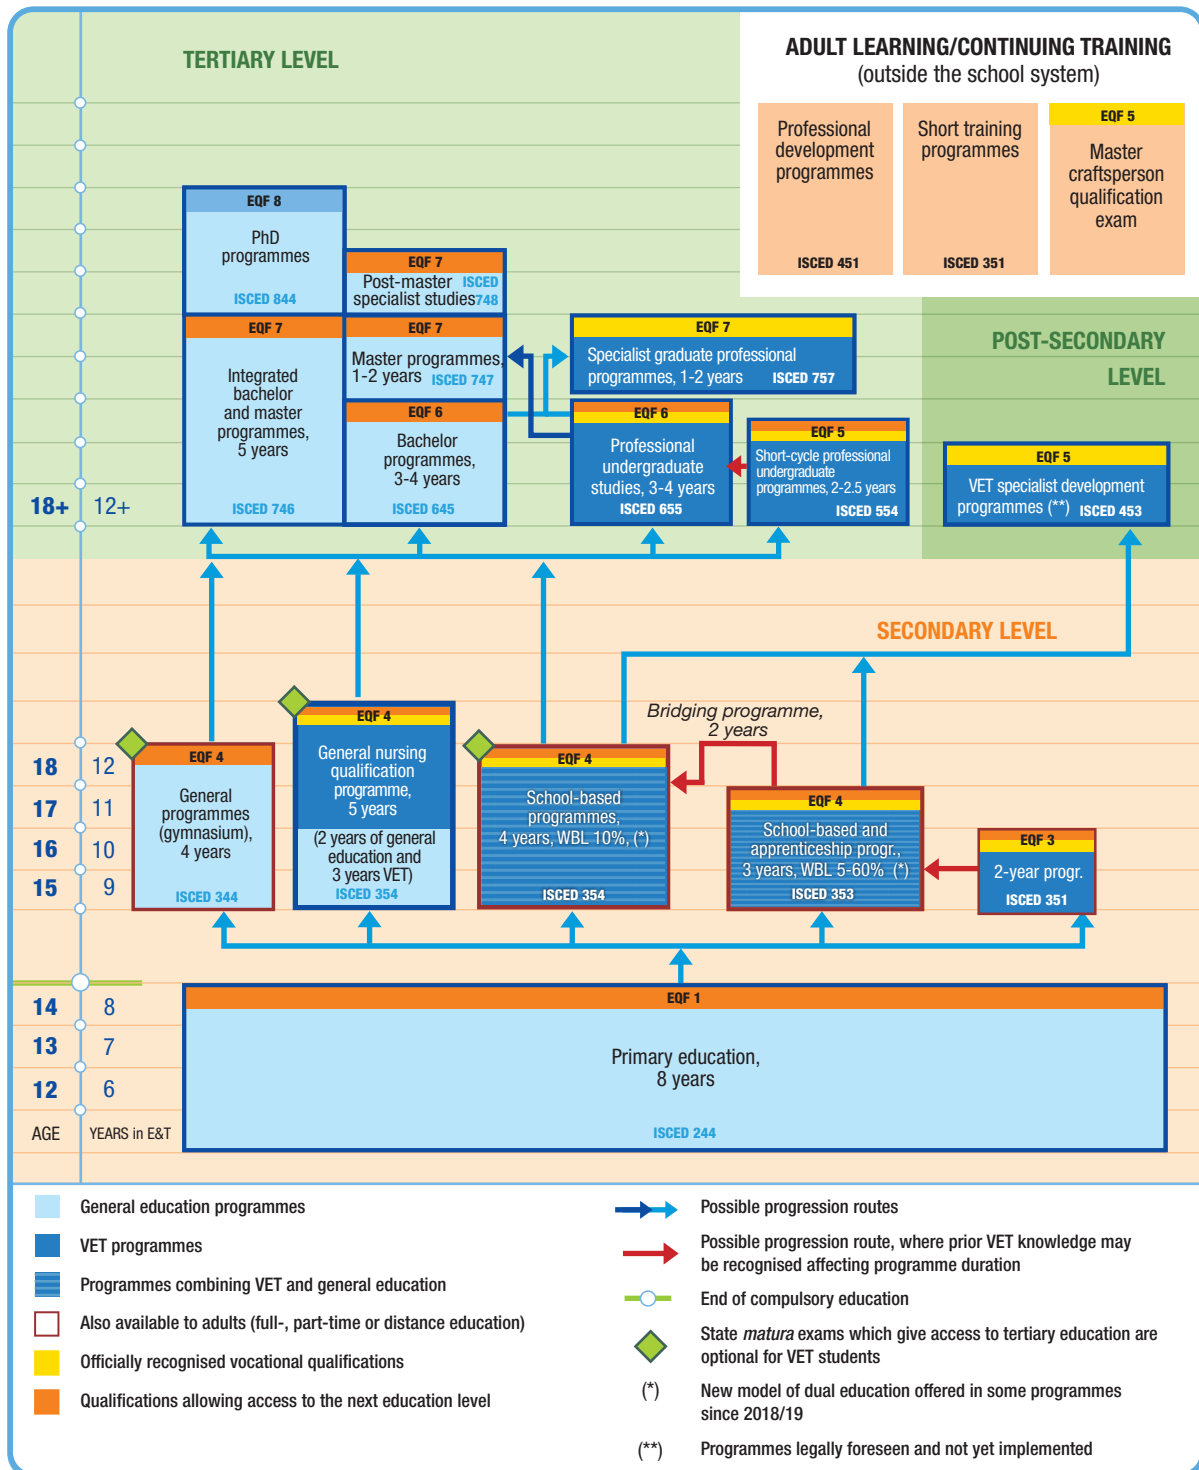 TERTIARY LEVEL
ADULT LEARNING/CONTINUING TRAINING
(outside the school system)
Professional
development
programmes
ISCED 451
Short training
programmes
ISCED 351
EQF 5
Master
craftsperson
qualification
exam
EQF 8
PhD
programmes
ISCED 844
EQF 7
Post-master ISCED
specialist studies 748
EQF 7
Integrated
bachelor
and master
programmes,
5 years
ISCED 746
EQF 7
Master programmes,
1-2 years ISCED 747
EQF 6
Bachelor
programmes,
3-4 years
ISCED 645
EQF 7
Specialist graduate professional
programmes, 1-2 years ISCED 757
EQF 6
Professional
undergraduate
studies, 3-4 years
ISCED 655
EQF 5
Short-cycle professional
undergraduate
programmes, 2-2.5 years
ISCED 554
POST-SECONDARY
LEVEL
EQF 5
VET specialist development
programmes (**) ISCED 453
18+ 12+
SECONDARY LEVEL
Bridging programme,
2 years
EQF 4
General
programmes
(gymnasium),
4 years
ISCED 344
EQF 4
General nursing
qualification
programme,
5 years
(2 years of general
education and
3 years VET)
ISCED 354
EQF 4
School-based
programmes,
4 years, WBL 10%, (*)
ISCED 354
EQF 4
School-based and
apprenticeship progr.,
3 years, WBL 5-60% (*)
ISCED 353
EQF 3
2-year progr.
ISCED 351
18 12
17 11
16 10
15 9
14 8
13 7
12 6
AGE YEARS in E&T
EQF 1
Primary education,
8 years
ISCED 244
General education programmes
VET programmes
Programmes combining VET and general education
Also available to adults (full-, part-time or distance education)
Officially recognised vocational qualifications
Qualifications allowing access to the next education level
Possible progression routes
Possible progression route, where prior VET knowledge may
be recognised affecting programme duration
End of compulsory education
State matura exams which give access to tertiary education are
optional for VET students
(*) New model of dual education offered in some programmes
since 2018/19
(**) Programmes legally foreseen and not yet implemented